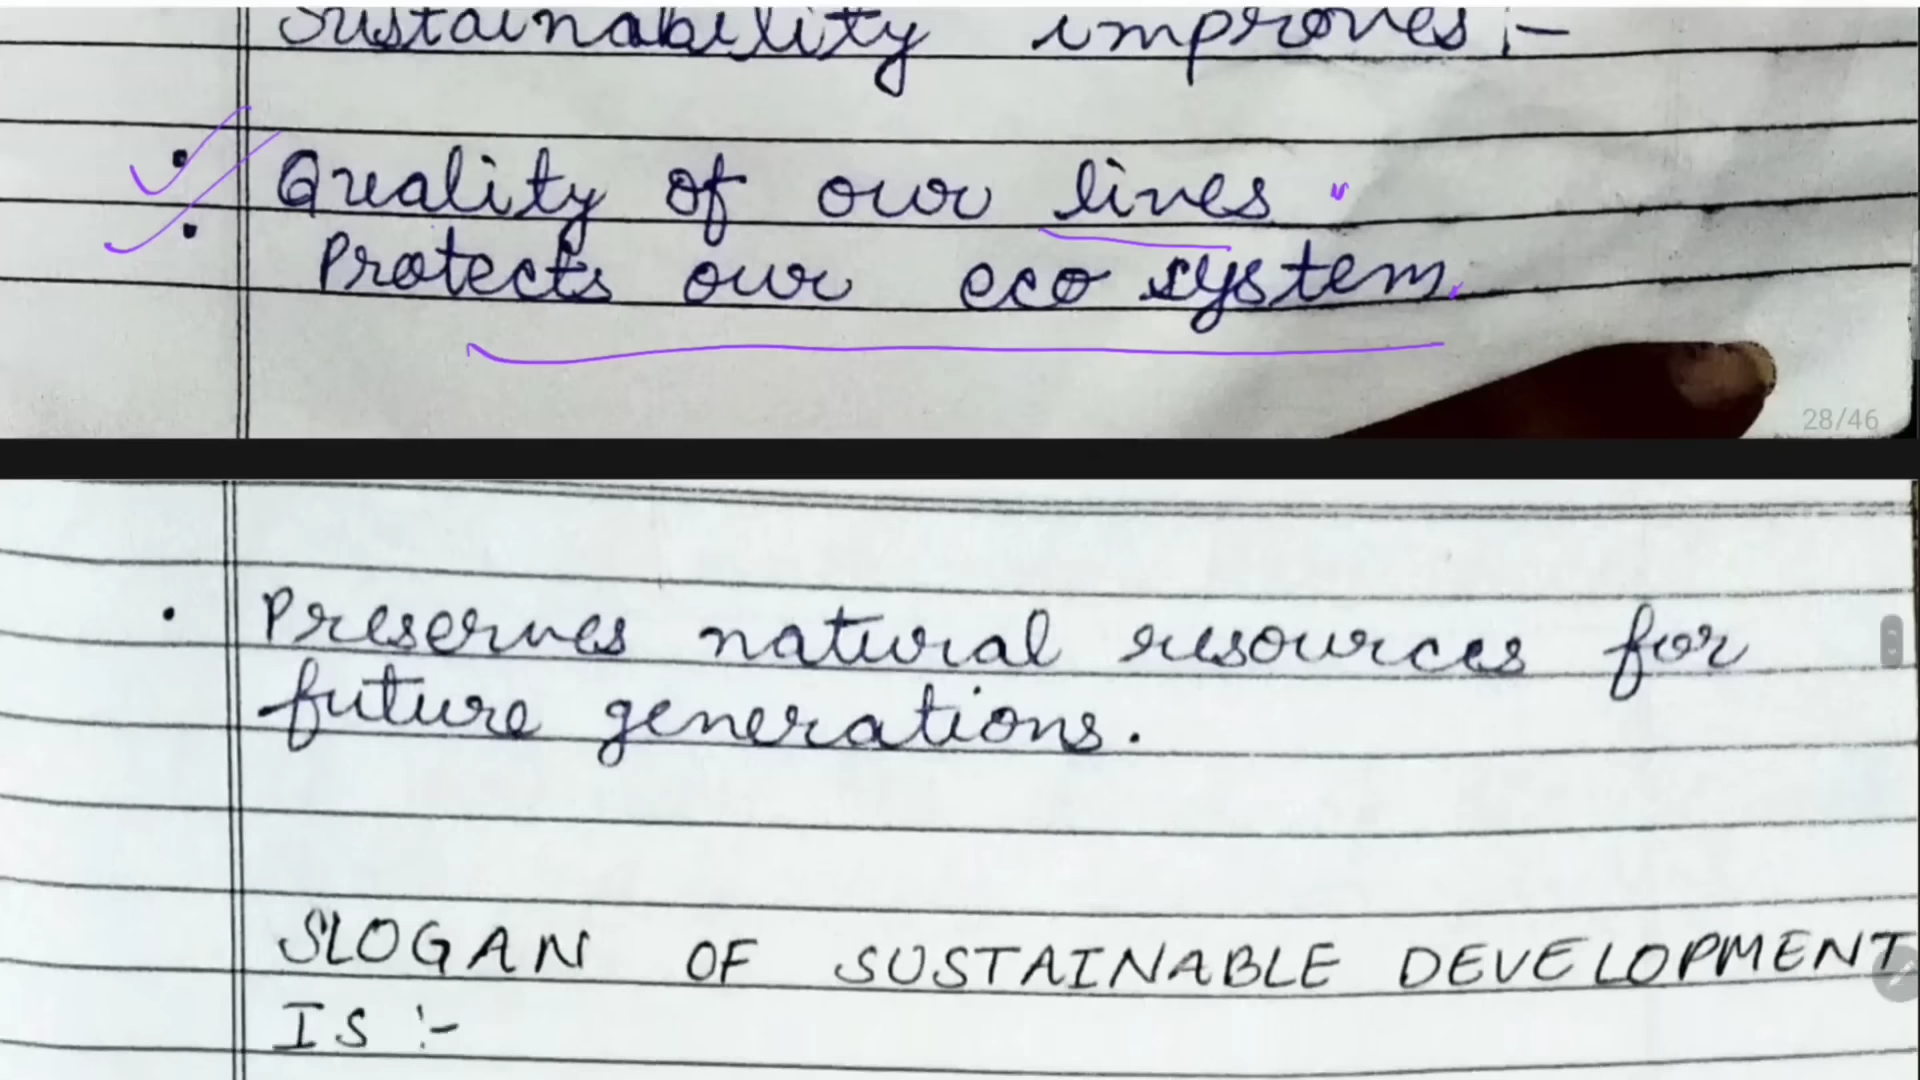 Sustainability improves :-
• Quality of our lives.
• Protects our eco system.
28/46
• Preserves natural resources for
future generations.
SLOGAN OF SUSTAINABLE DEVELOPMENT
IS :-